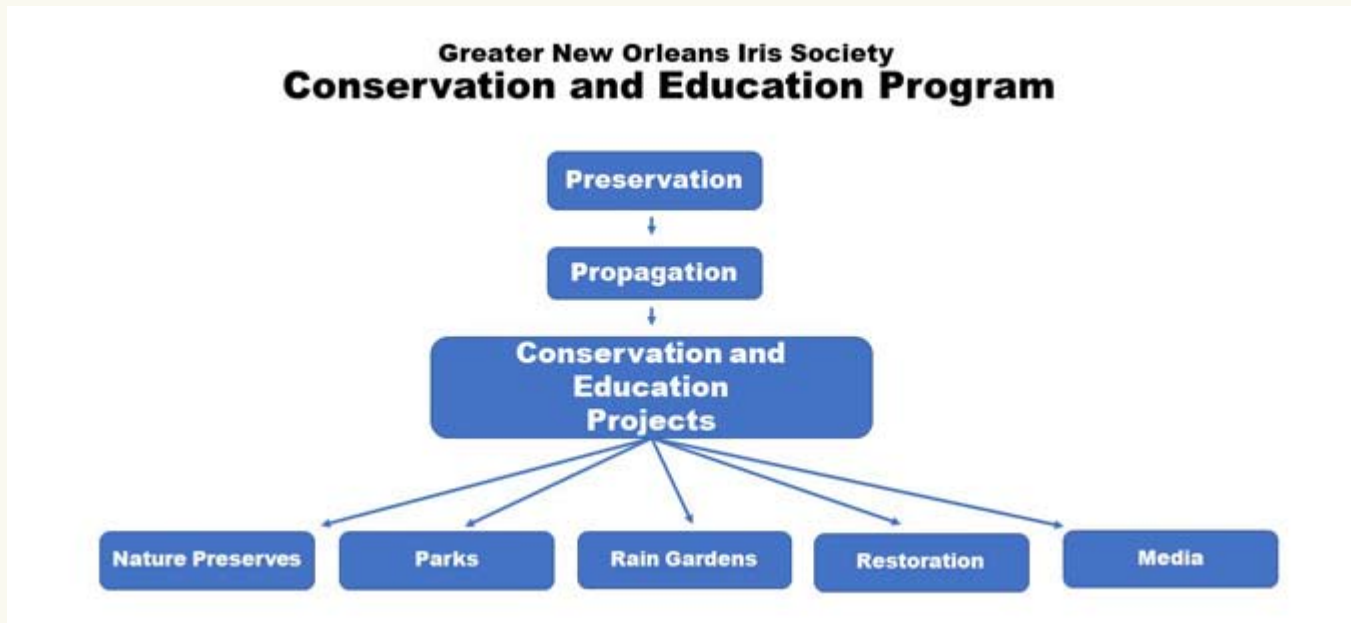 Greater New Orleans Iris Society
Conservation and Education Program
Preservation
Propagation
Conservation and
Education
Projects
Nature Preserves
Parks
Rain Gardens
Restoration
Media